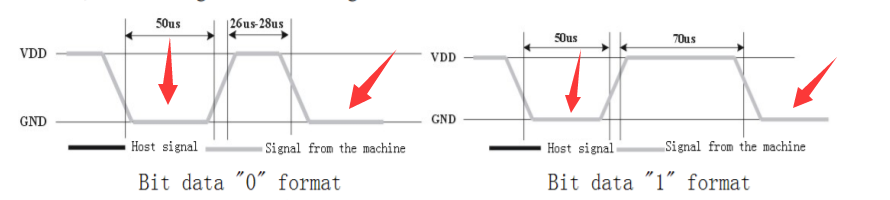 50us 26us-28us
VDD
GND
Host signal Signal from the machine
Bit data "0" format
50us 70us
VDD
GND
Host signal Signal from the machine
Bit data "1" format